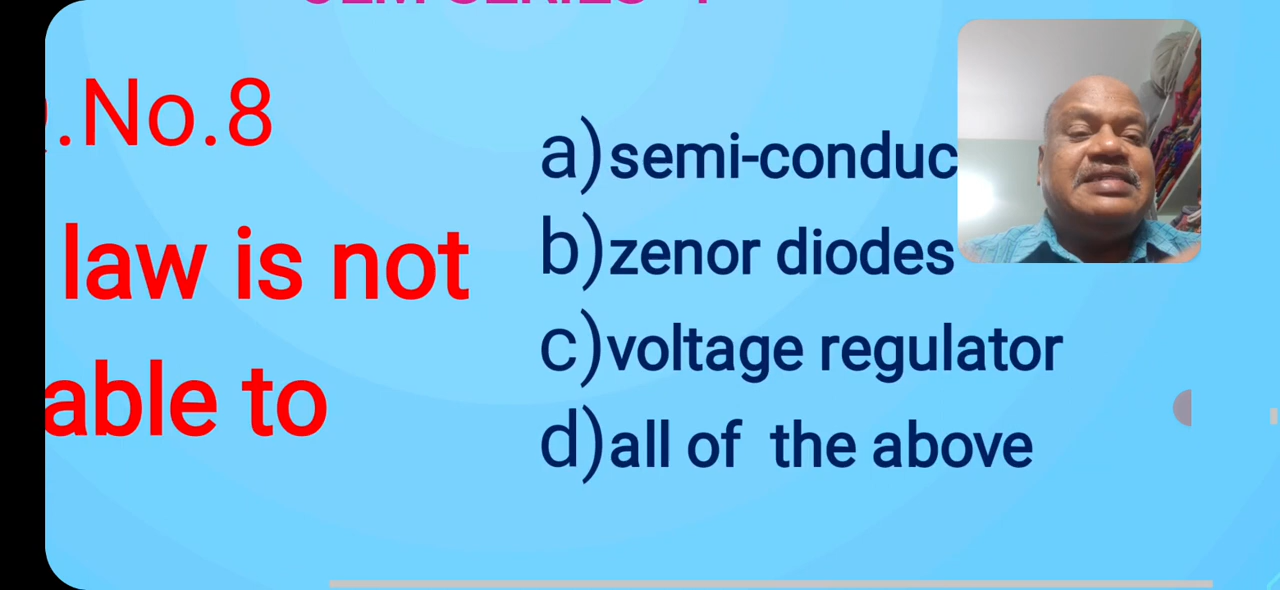 .No.8
law is not
able to
a)semi-conduc
b)zenor diodes
c)voltage regulator
d)all of the above